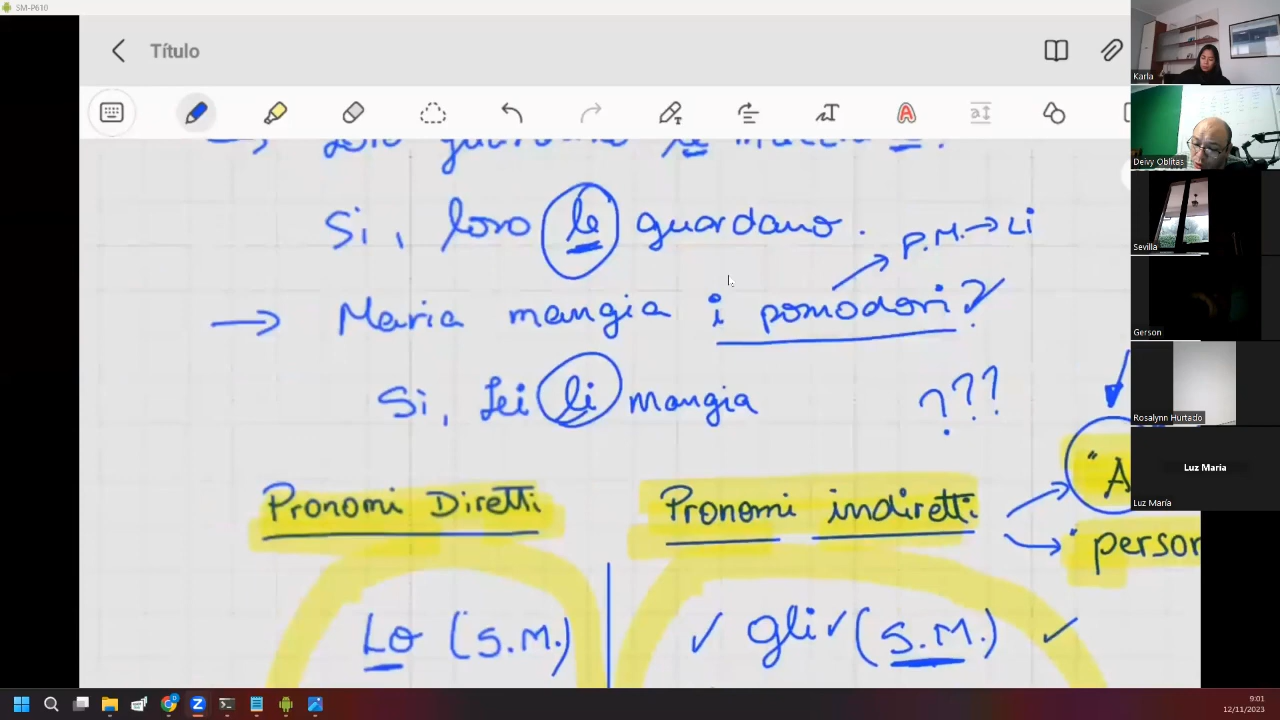 SM-P610
Título
Si, loro le guardano.
P.M. → Li
→ Maria mangia i pomodori?
Si, Lei li mangia
???
Pronomi Diretti
Pronomi indiretti
"A
"person
Lo (S.M.)
✓ gli ✓ (S.M.) ✓
Karla
Deivy Oblitas
Sevilla
Gerson
Rosalynn Hurtado
Luz María
Luz María
9:01
12/11/2023